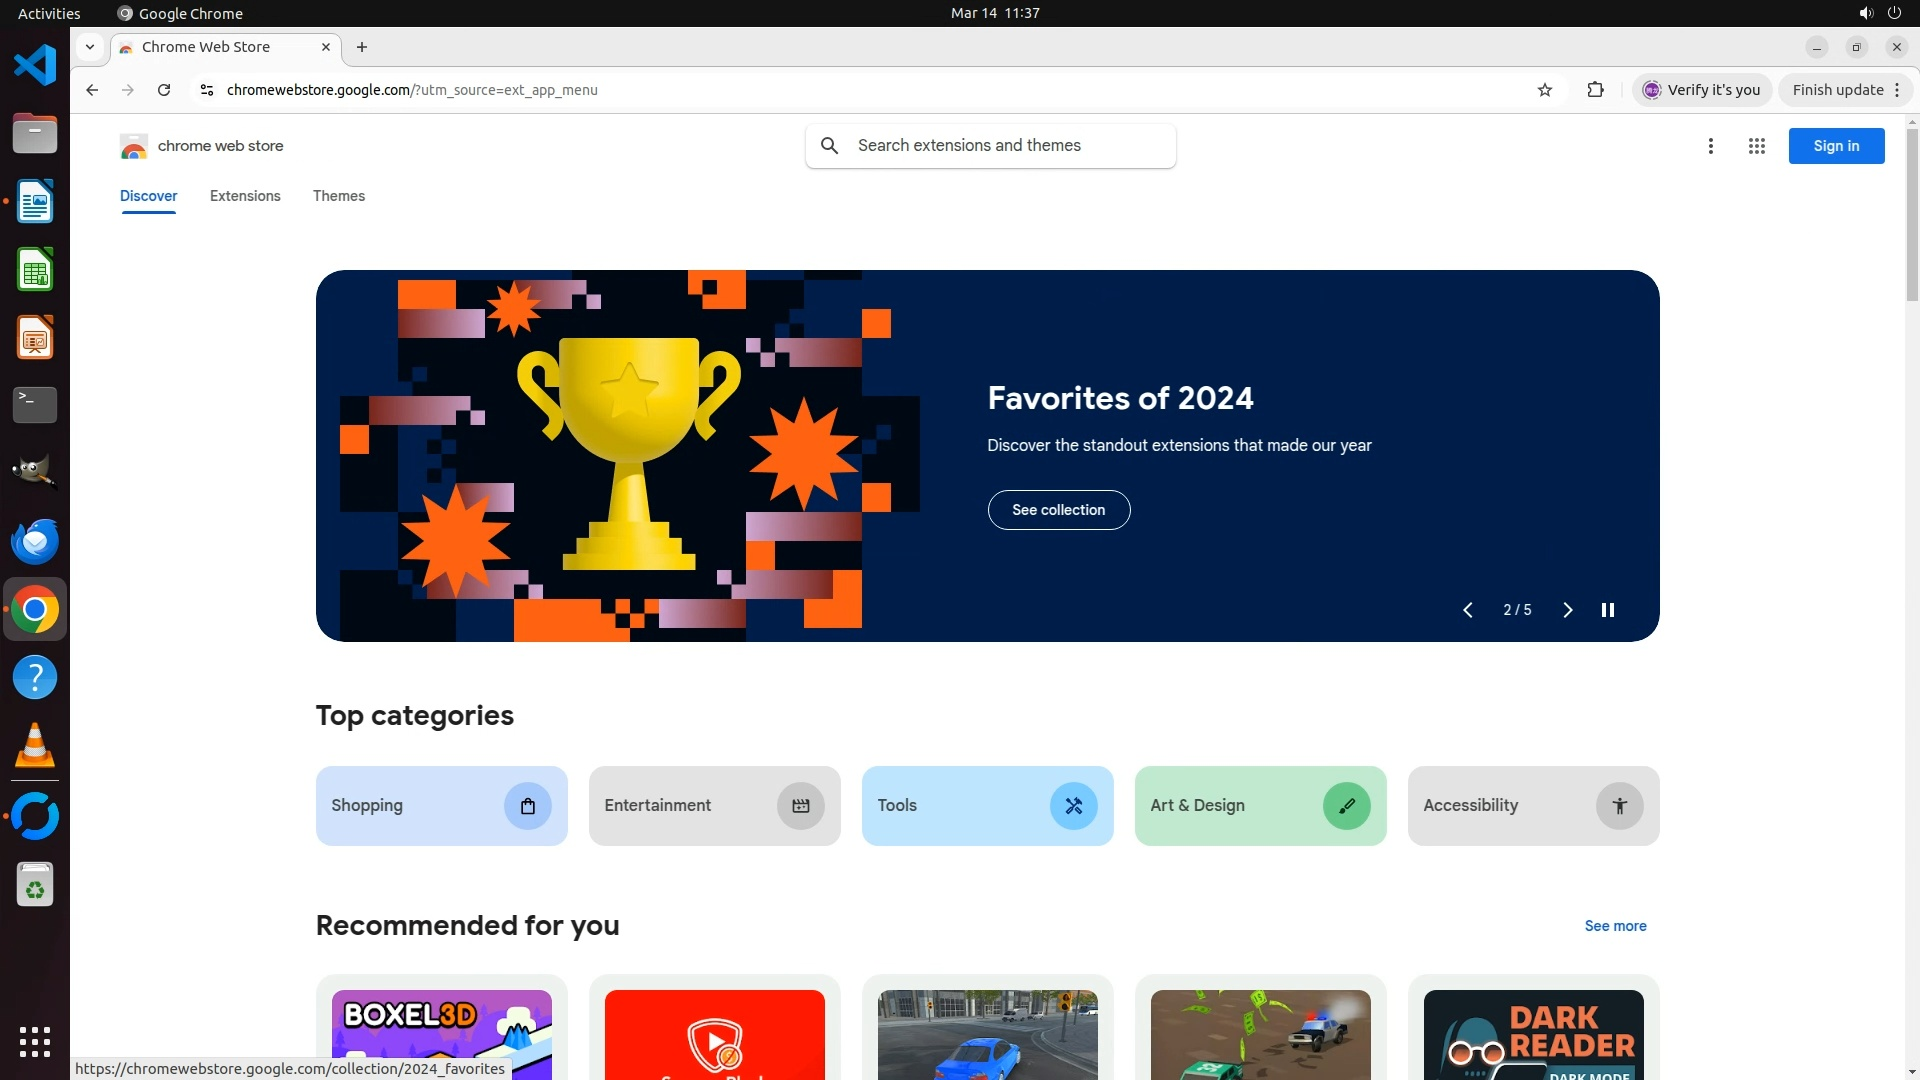 Activities
Google Chrome
Mar 14 11:37
Chrome Web Store
chromewebstore.google.com/?utm_source=ext_app_menu
Verify it's you
Finish update
chrome web store
Search extensions and themes
Sign in
Discover
Extensions
Themes
Favorites of 2024
Discover the standout extensions that made our year
See collection
2 / 5
Top categories
Shopping
Entertainment
Tools
Art & Design
Accessibility
Recommended for you
See more
BOXEL3D
DARK
READER
DARK MODE
https://chromewebstore.google.com/collection/2024_favorites